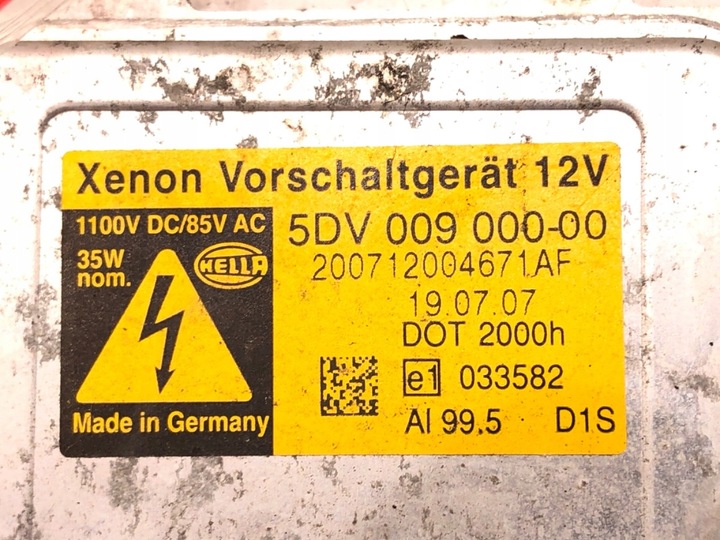 Xenon Vorschaltgerät 12V
1100V DC/85V AC
35W
nom.
HELLA
Made in Germany
5DV 009 000-00
200712004671AF
19.07.07
DOT 2000h
e1 033582
Al 99.5 D1S